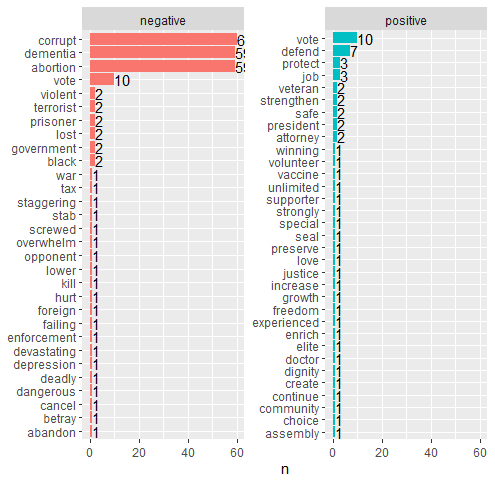 negative
corrupt 6
dementia 59
abortion 59
vote 10
violent 2
terrorist 2
prisoner 2
lost 2
government 2
black 2
war 1
tax 1
staggering 1
stab 1
screwed 1
overwhelm 1
opponent 1
lower 1
kill 1
hurt 1
foreign 1
failing 1
enforcement 1
devastating 1
depression 1
deadly 1
dangerous 1
cancel 1
betray 1
abandon 1
0 20 40 60
positive
vote 10
defend 7
protect 3
job 3
veteran 2
strengthen 2
safe 2
president 2
attorney 2
winning 1
volunteer 1
vaccine 1
unlimited 1
supporter 1
strongly 1
special 1
seal 1
preserve 1
love 1
justice 1
increase 1
growth 1
freedom 1
experienced 1
enrich 1
elite 1
doctor 1
dignity 1
create 1
continue 1
community 1
choice 1
assembly 1
0 20 40 60
n